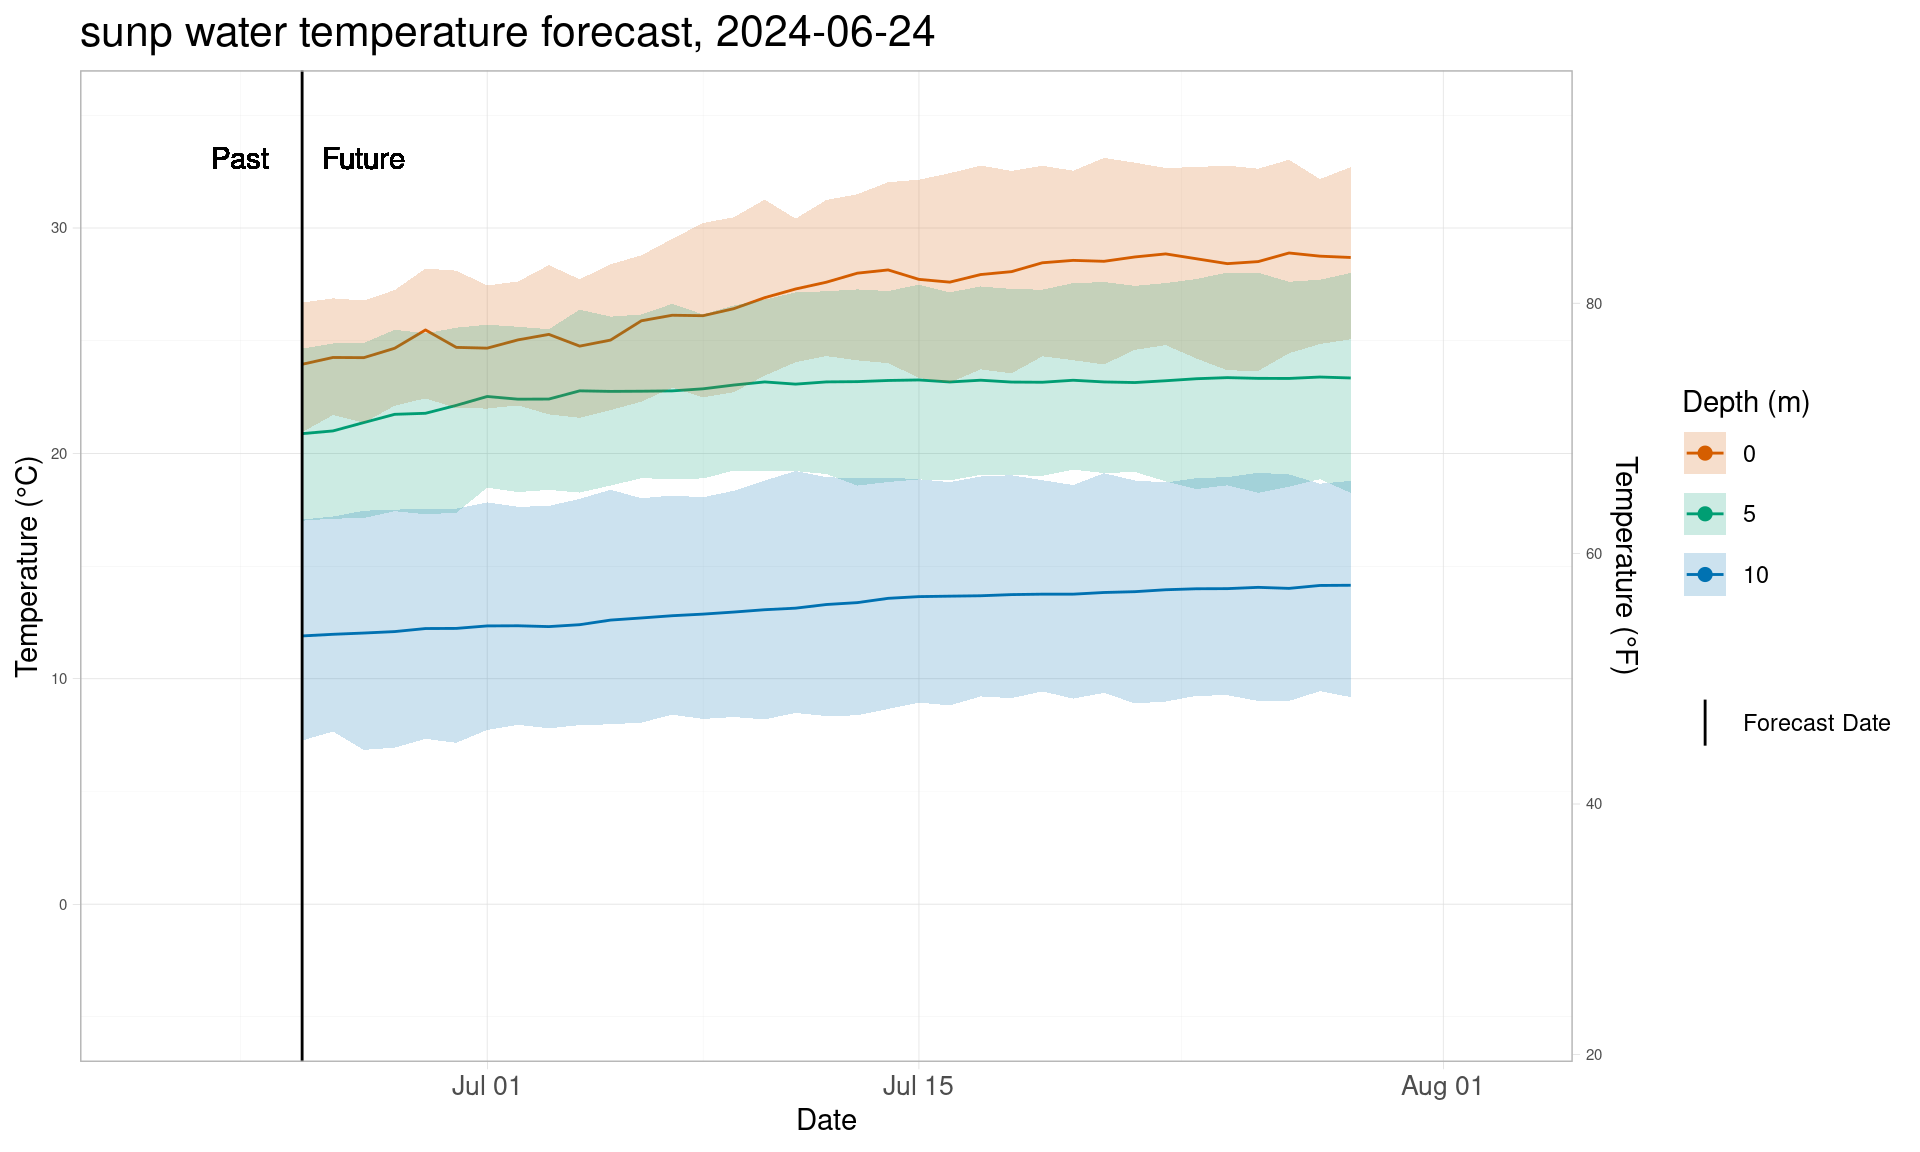 sunp water temperature forecast, 2024-06-24
Past
Future
30
20
10
0
Temperature (°C)
80
60
40
20
Temperature (°F)
Jul 01
Jul 15
Aug 01
Date
Depth (m)
0
5
10
Forecast Date